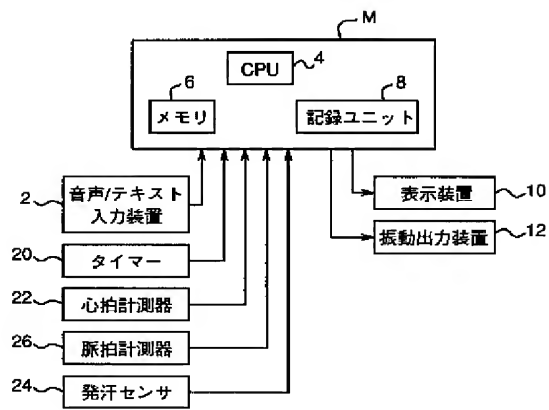 M
CPU
4
6
8
メモリ
記録ユニット
2
音声/テキスト
入力装置
表示装置
10
20
タイマー
振動出力装置
12
22
心拍計測器
26
脈拍計測器
24
発汗センサ